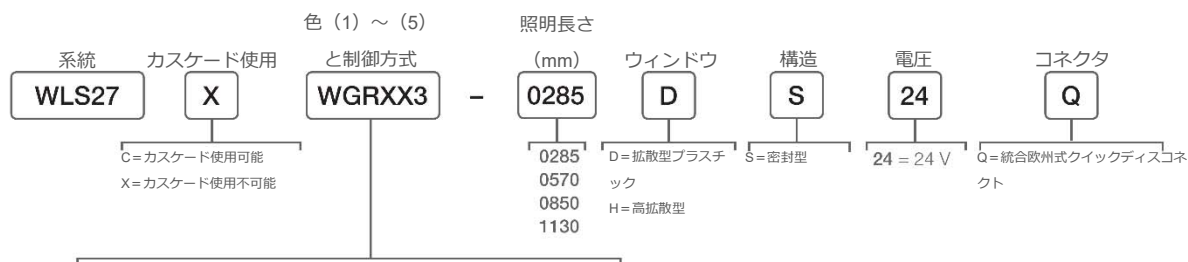 色（1）～（5） 照明長さ
系統 カスケード使用 と制御方式 （mm） ウィンドウ 構造 電圧 コネクタ
WLS27 X WGRXX3 – 0285 D S 24 Q
C＝カスケード使用可能 0285 D＝拡散型プラスチ S＝密封型 24 = 24 V Q＝統合欧州式クイックディスコネ
X＝カスケード使用不可能 0570 ック クト
0850 H＝高拡散型
1130